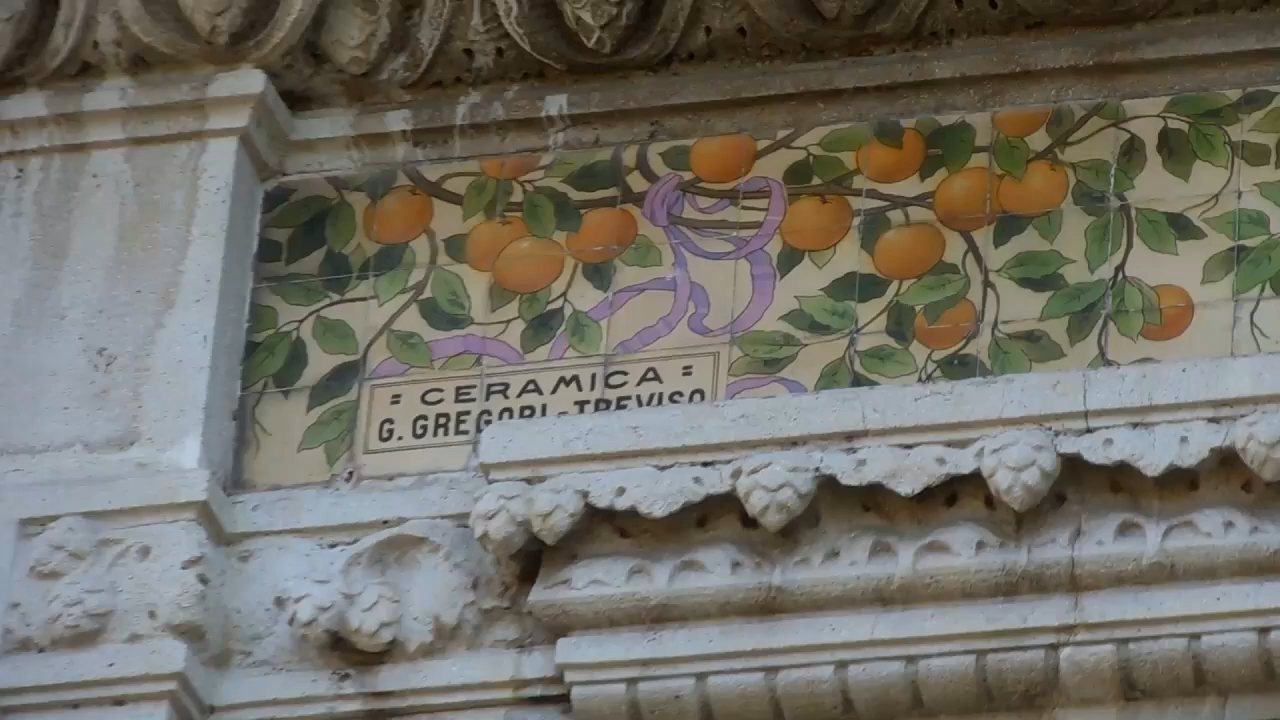 = CERAMICA =
G. GREGORI - TREVISO